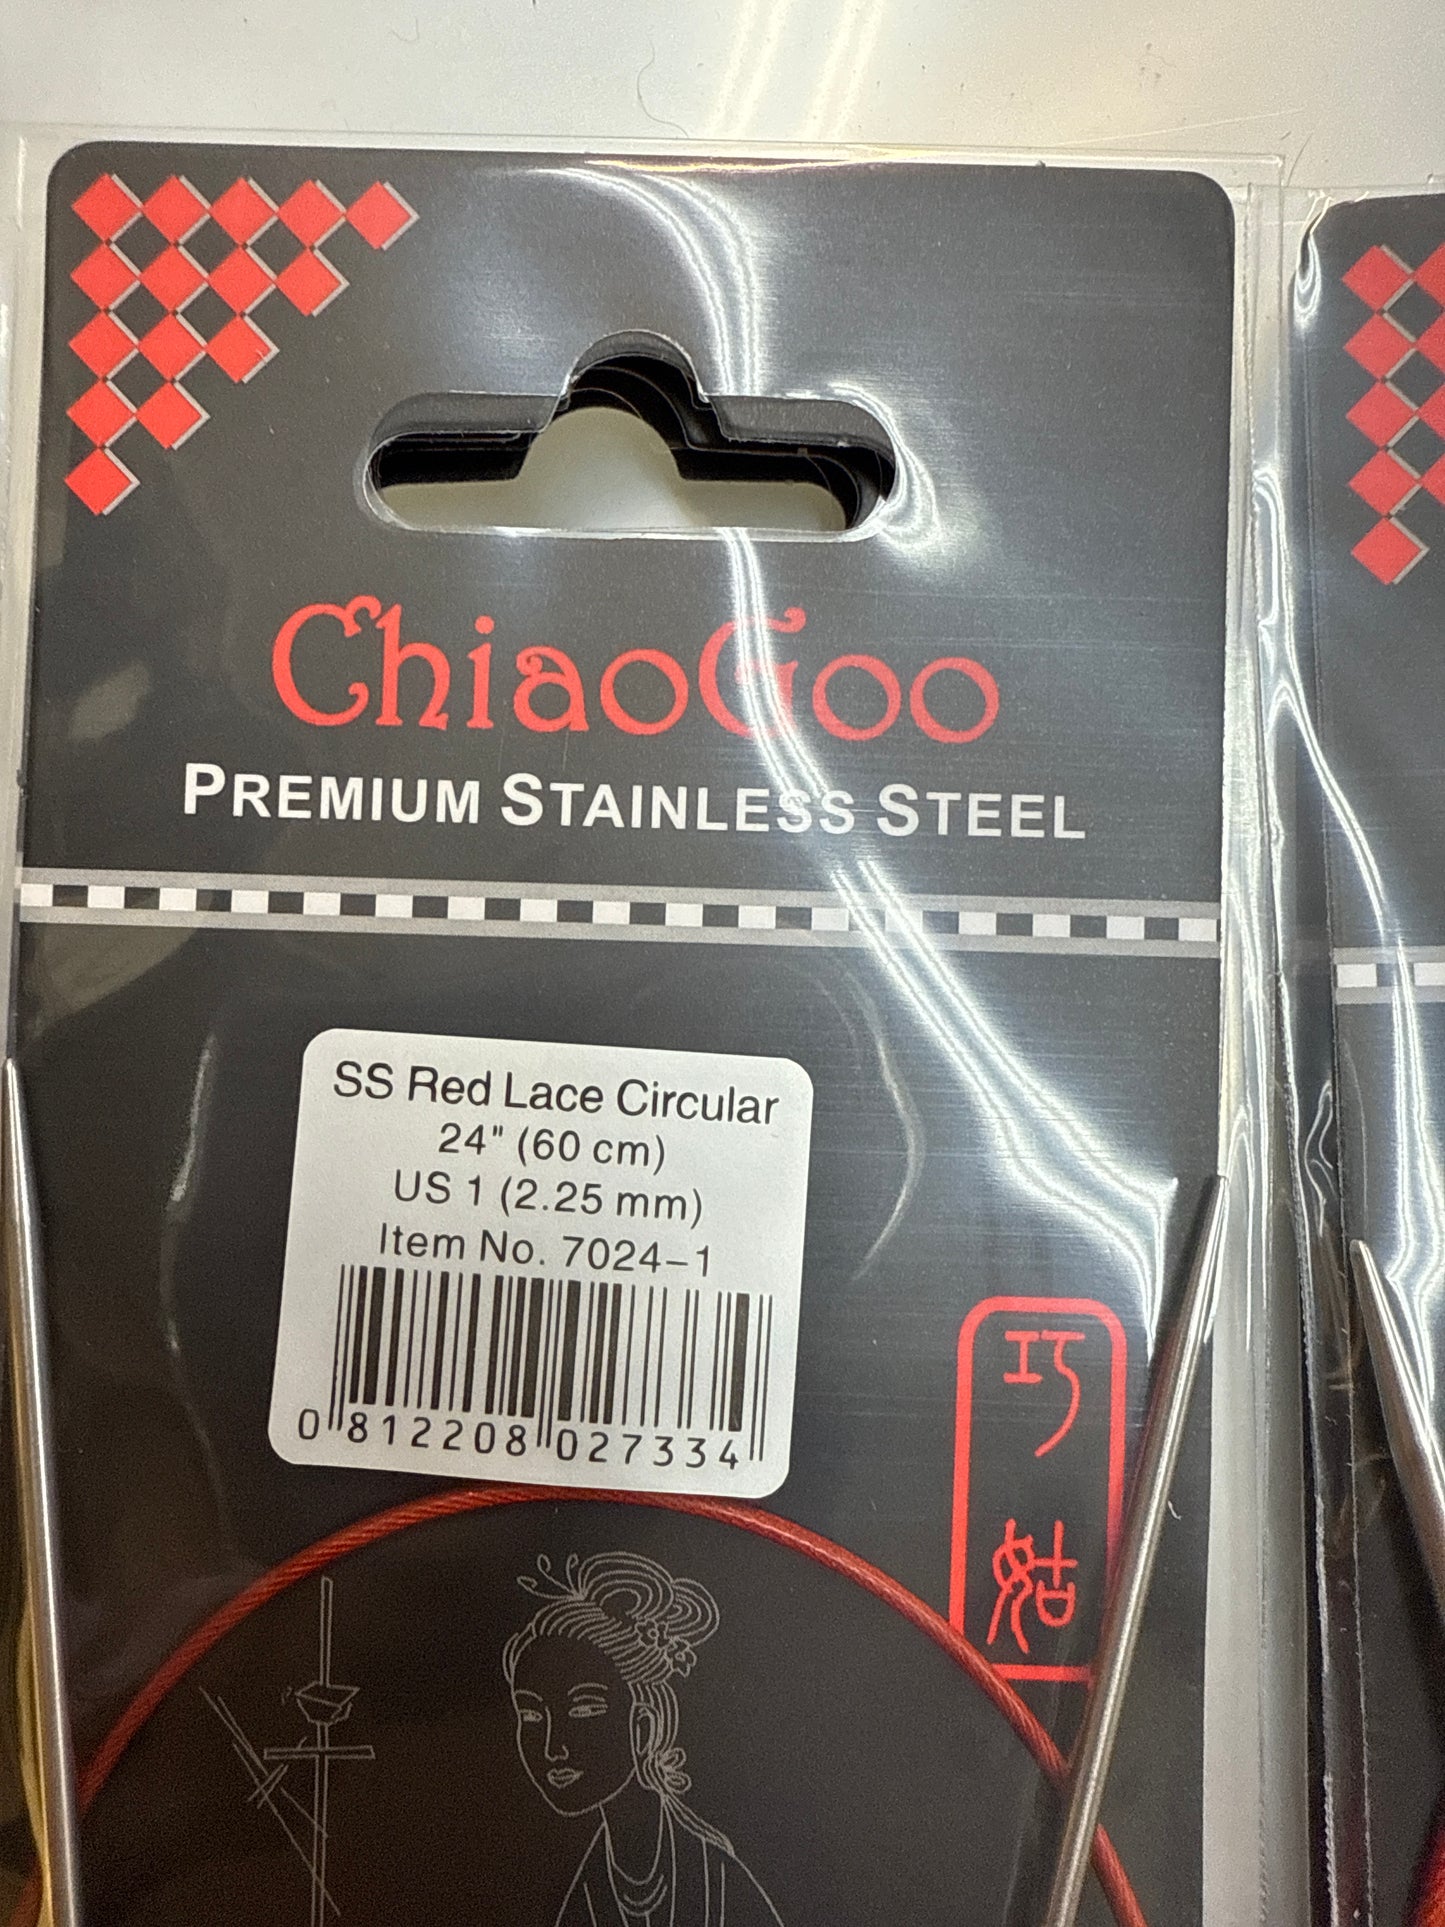 ChiaoGoo
PREMIUM STAINLESS STEEL
SS Red Lace Circular
24" (60 cm)
US 1 (2.25 mm)
Item No. 7024-1
0 812208 027334
巧
姑